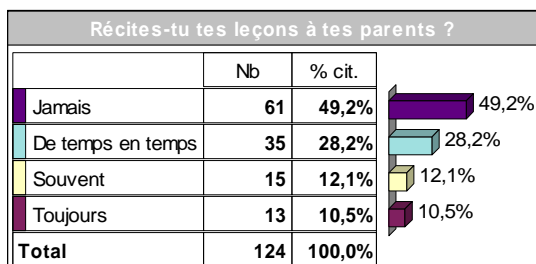 Récites-tu tes leçons à tes parents ?
Nb % cit.
Jamais 61 49,2% 49,2%
De temps en temps 35 28,2% 28,2%
Souvent 15 12,1% 12,1%
Toujours 13 10,5% 10,5%
Total 124 100,0%